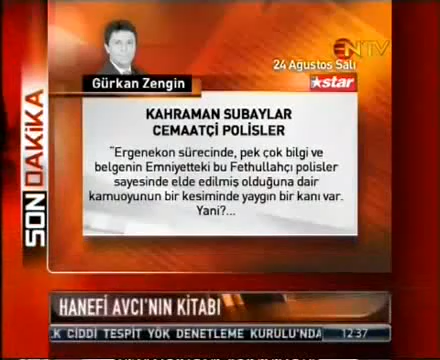 NTV
24 Ağustos Salı
star
Gürkan Zengin
KAHRAMAN SUBAYLAR
CEMAATÇİ POLİSLER
"Ergenekon sürecinde, pek çok bilgi ve
belgenin Emniyetteki bu Fethullahçı polisler
sayesinde elde edilmiş olduğuna dair
kamuoyunun bir kesiminde yaygın bir kanı var.
Yani?...
SON DAKİKA
HANEFİ AVCI'NIN KİTABI
K CİDDİ TESPİT YÖK DENETLEME KURULU'NDA
12:37